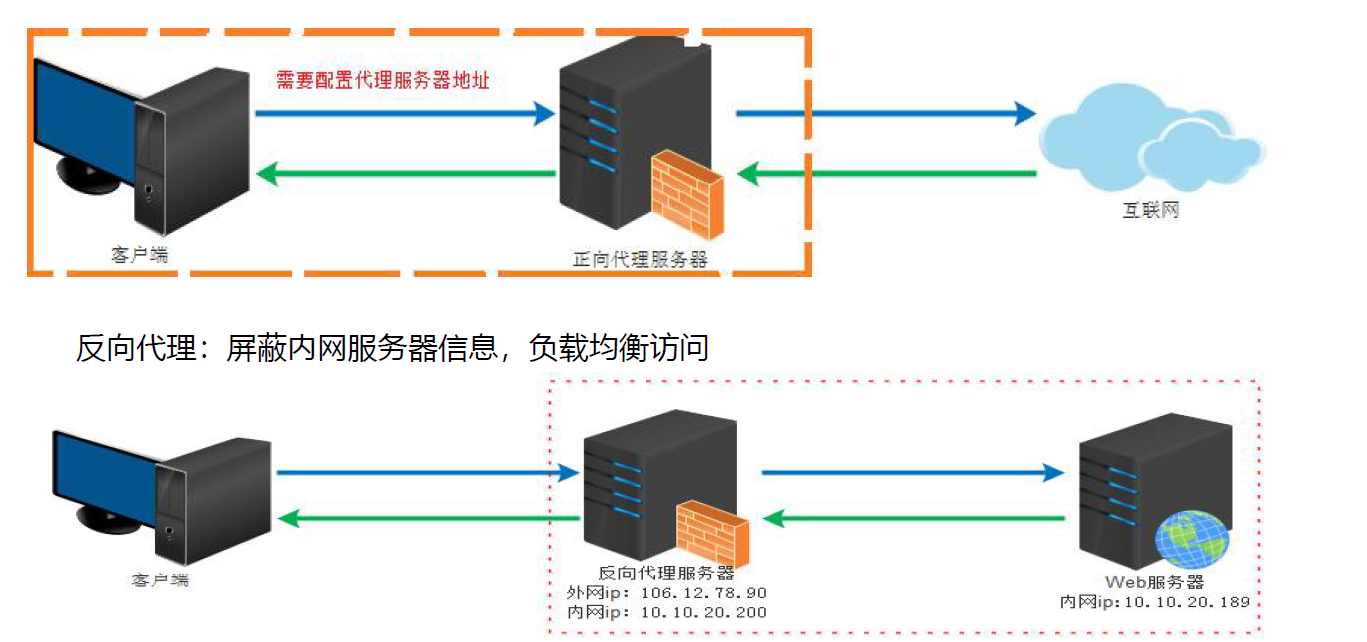 需要配置代理服务器地址
互联网
客户端
正向代理服务器
反向代理：屏蔽内网服务器信息，负载均衡访问
客户端
反向代理服务器
外网ip：106.12.78.90
内网ip：10.10.20.200
Web服务器
内网ip:10.10.20.189